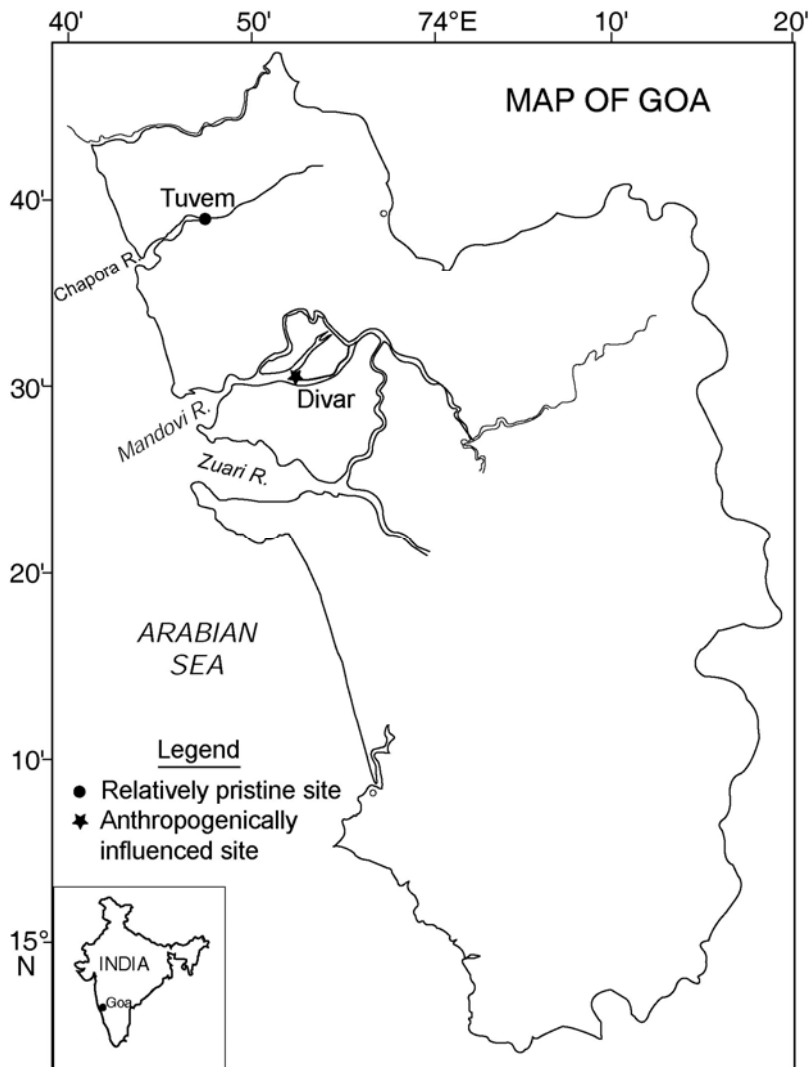 40' 50' 74°E 10' 20'
MAP OF GOA
40'
Tuvem
Chapora R.
30'
Divar
Mandovi R.
Zuari R.
20'
ARABIAN
SEA
10'
Legend
Relatively pristine site
Anthropogenically
influenced site
15°
N
INDIA
Goa